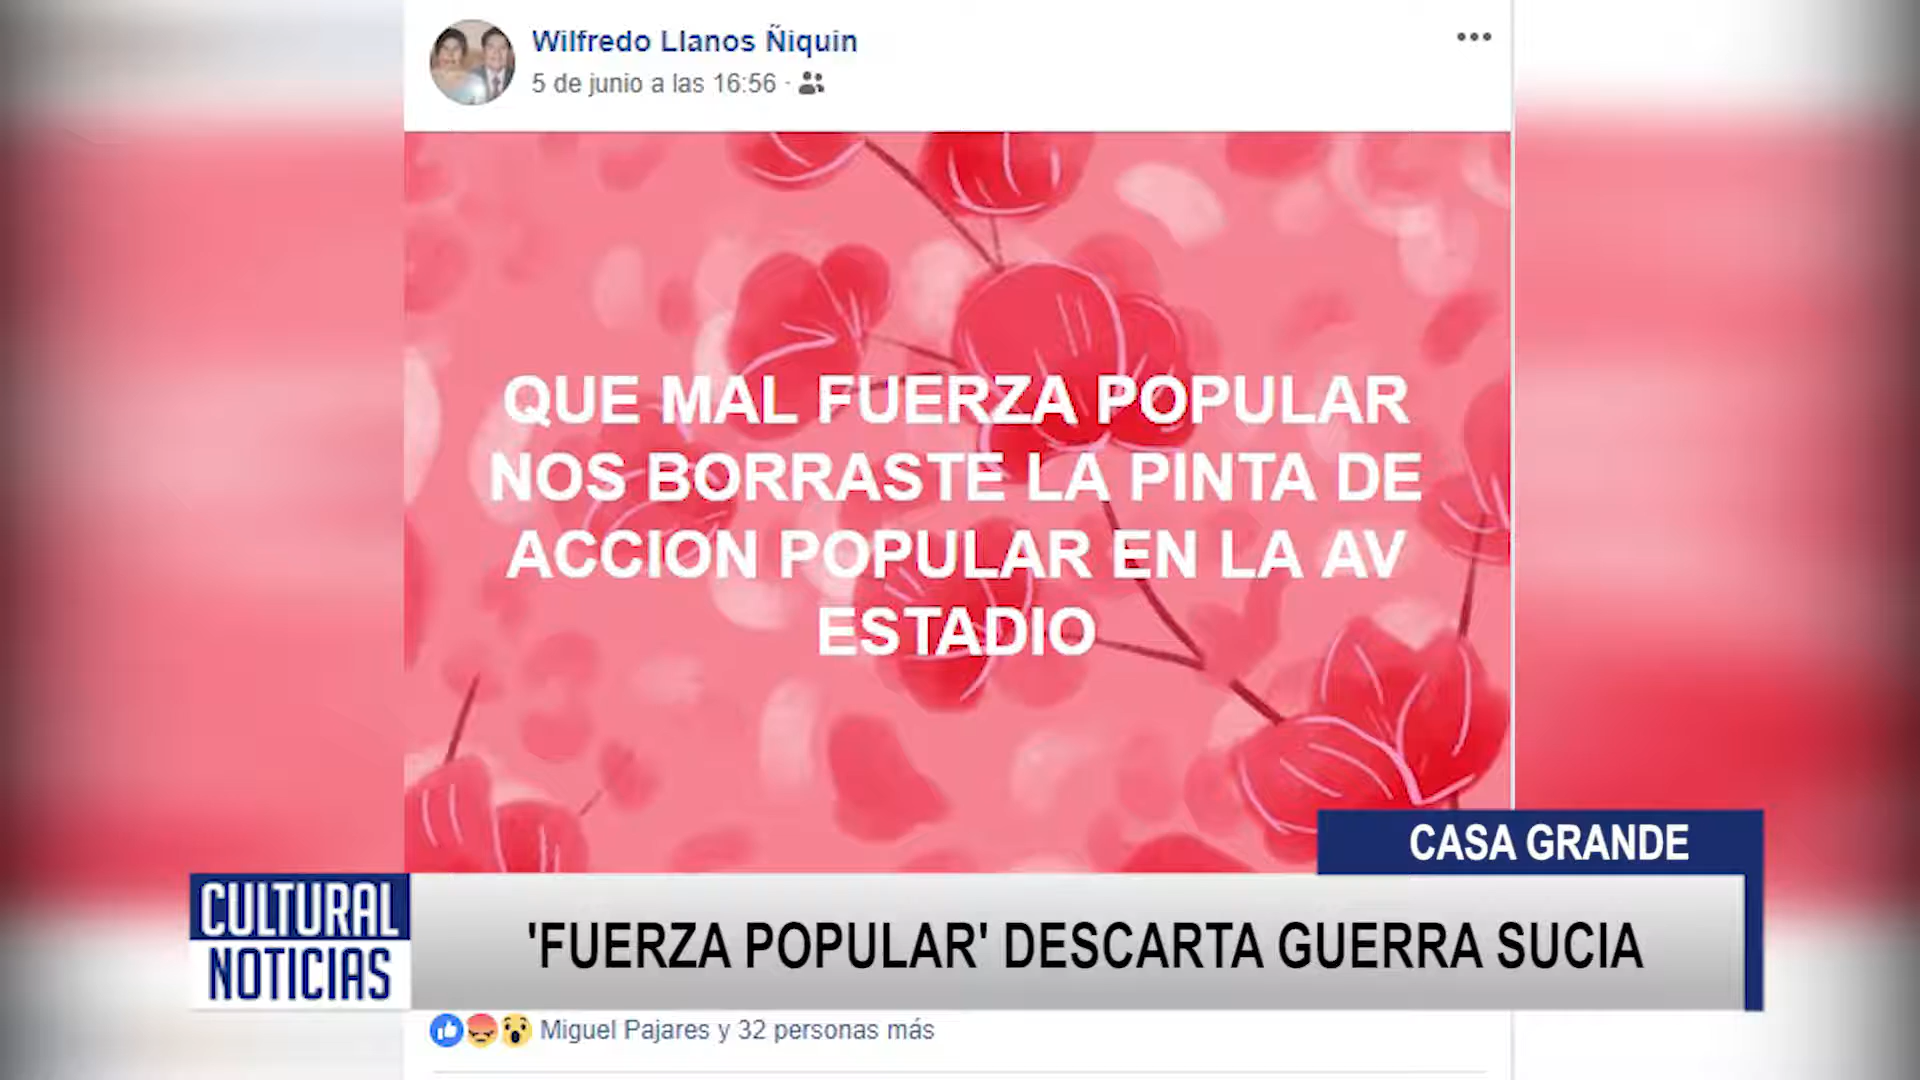 Wilfredo Llanos Ñiquin
5 de junio a las 16:56 ·
QUE MAL FUERZA POPULAR
NOS BORRASTE LA PINTA DE
ACCION POPULAR EN LA AV
ESTADIO
CASA GRANDE
CULTURAL
NOTICIAS
'FUERZA POPULAR' DESCARTA GUERRA SUCIA
Miguel Pajares y 32 personas más